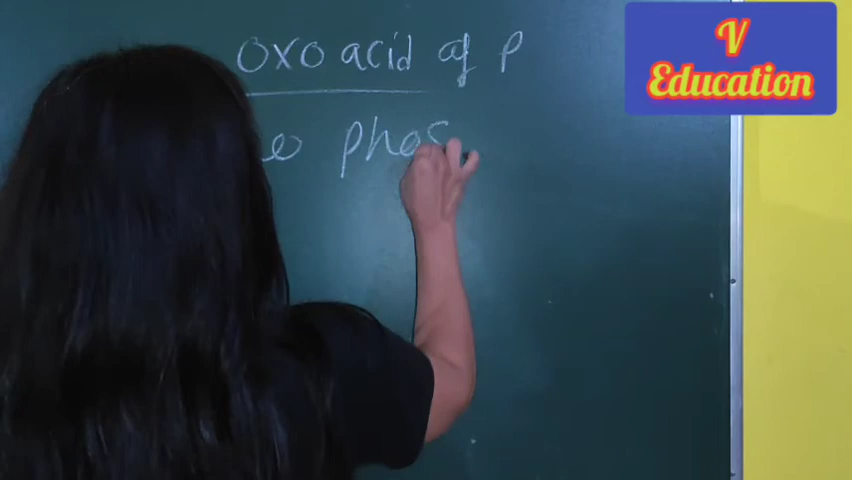 oxo acid of P
phos
V
Education